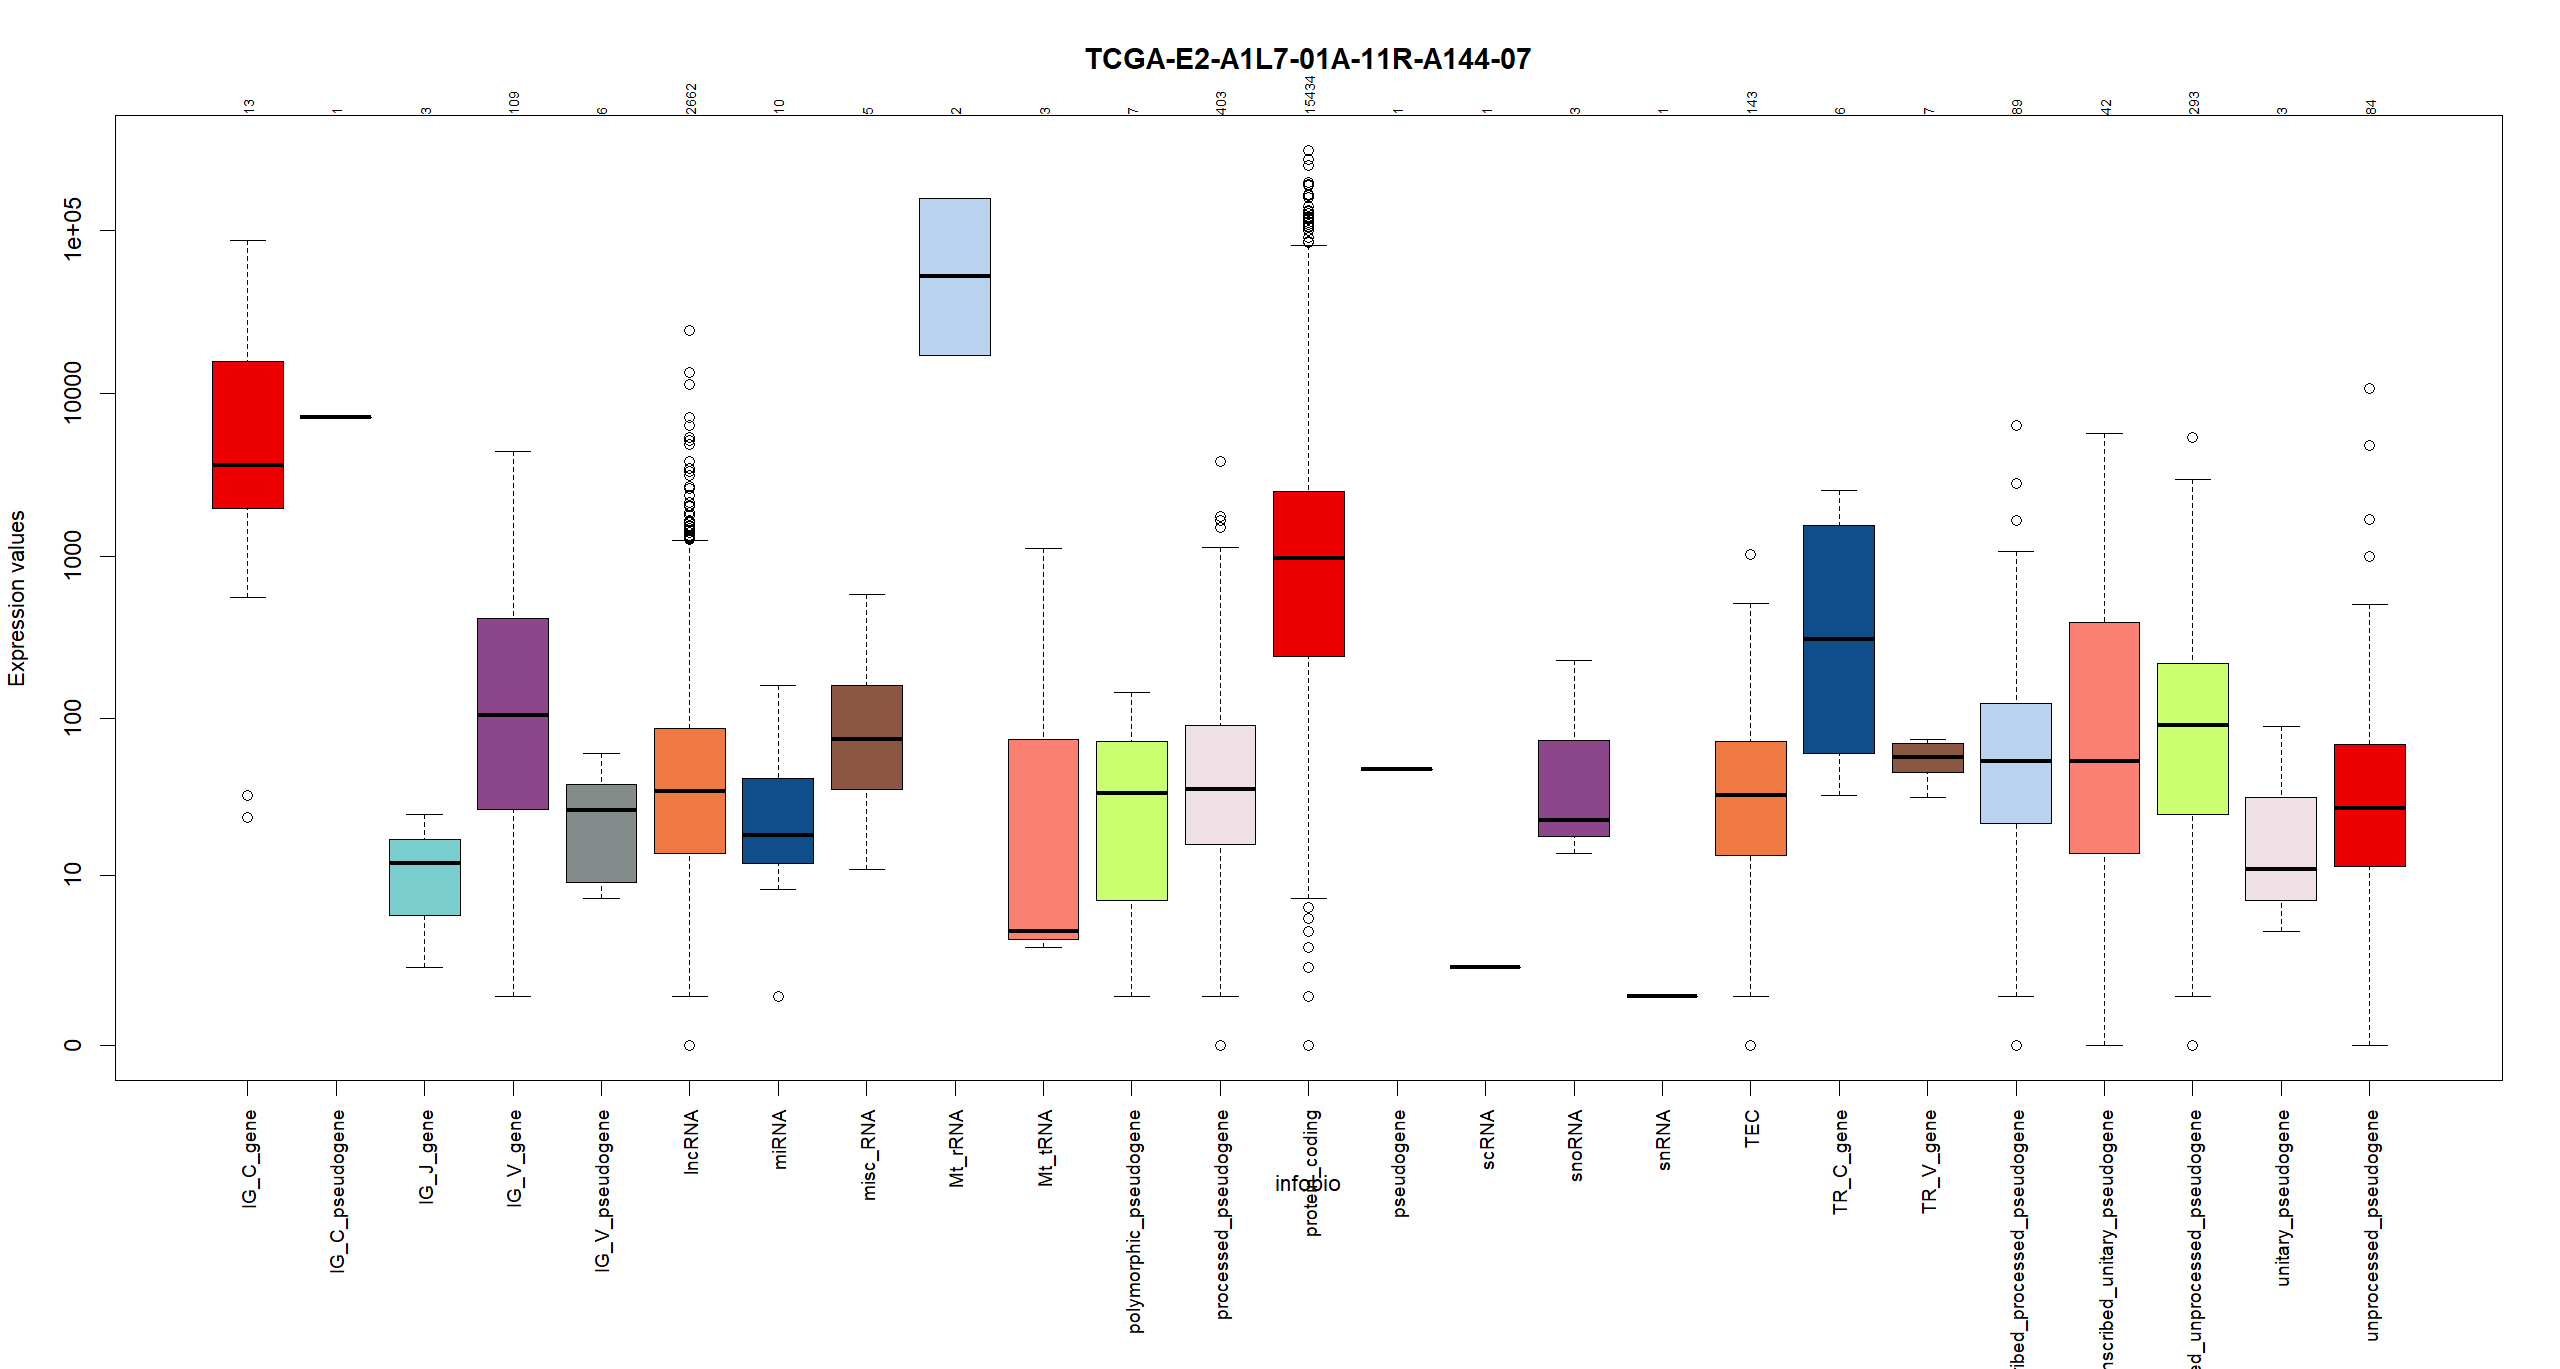 TCGA-E2-A1L7-01A-11R-A144-07
13 1 3 109 6 2662 10 5 2 3 7 403 15434 1 1 3 1 143 6 7 89 42 293 3 84
Expression values
1e+05
10000
1000
100
10
0
IG_C_gene
IG_C_pseudogene
IG_J_gene
IG_V_gene
IG_V_pseudogene
lncRNA
miRNA
misc_RNA
Mt_rRNA
Mt_tRNA
polymorphic_pseudogene
processed_pseudogene
protein_coding
pseudogene
scRNA
snoRNA
snRNA
TEC
TR_C_gene
TR_V_gene
ribed_processed_pseudogene
nscribed_unitary_pseudogene
ed_unprocessed_pseudogene
unitary_pseudogene
unprocessed_pseudogene
infobio